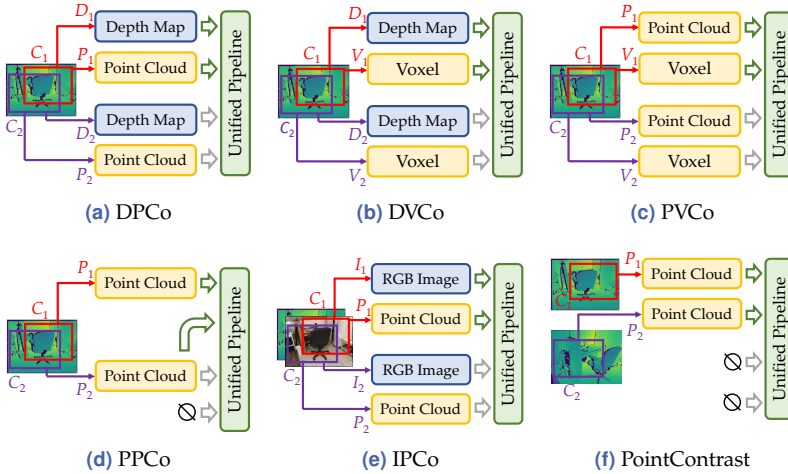 D1
Depth Map
C1
P1
Point Cloud
Depth Map
C2
D2
Point Cloud
P2
Unified Pipeline
(a) DPCo
D1
Depth Map
C1
V1
Voxel
Depth Map
C2
D2
Voxel
V2
Unified Pipeline
(b) DVCo
P1
Point Cloud
C1
V1
Voxel
Point Cloud
C2
P2
Voxel
V2
Unified Pipeline
(c) PVCo
P1
Point Cloud
C1
Point Cloud
C2
P2
∅
Unified Pipeline
(d) PPCo
I1
RGB Image
C1
P1
Point Cloud
RGB Image
C2
I2
Point Cloud
P2
Unified Pipeline
(e) IPCo
P1
Point Cloud
C1
Point Cloud
P2
C2
∅
∅
Unified Pipeline
(f) PointContrast